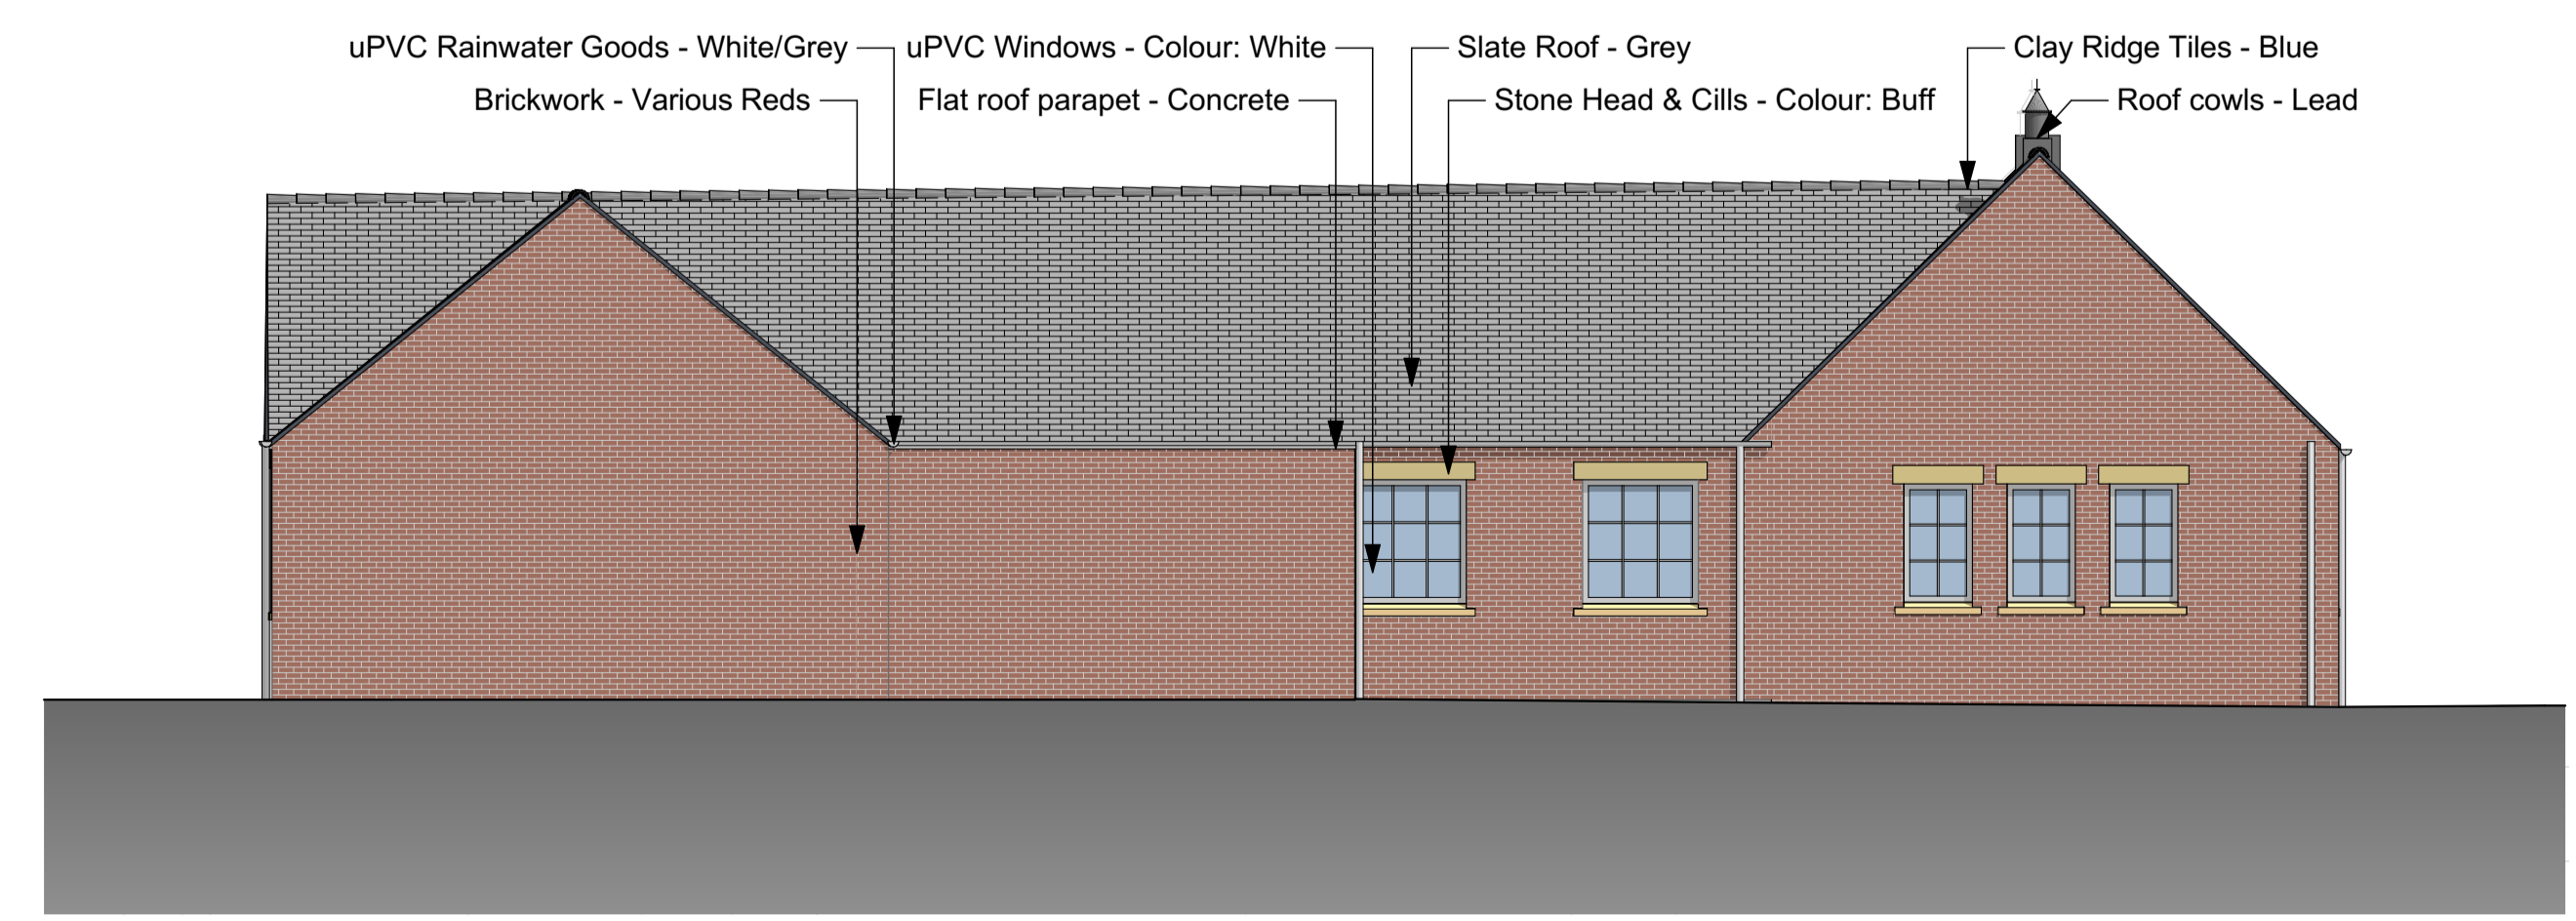 uPVC Rainwater Goods - White/Grey
uPVC Windows - Colour: White
Slate Roof - Grey
Clay Ridge Tiles - Blue
Brickwork - Various Reds
Flat roof parapet - Concrete
Stone Head & Cills - Colour: Buff
Roof cowls - Lead